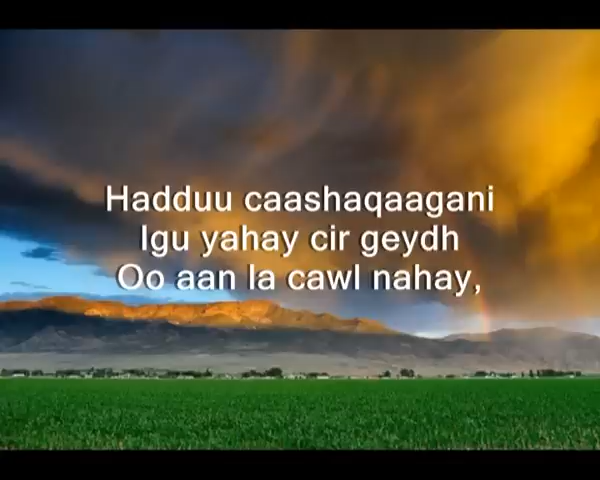 Hadduu caashaqaagani
Igu yahay cir geydh
Oo aan la cawl nahay,